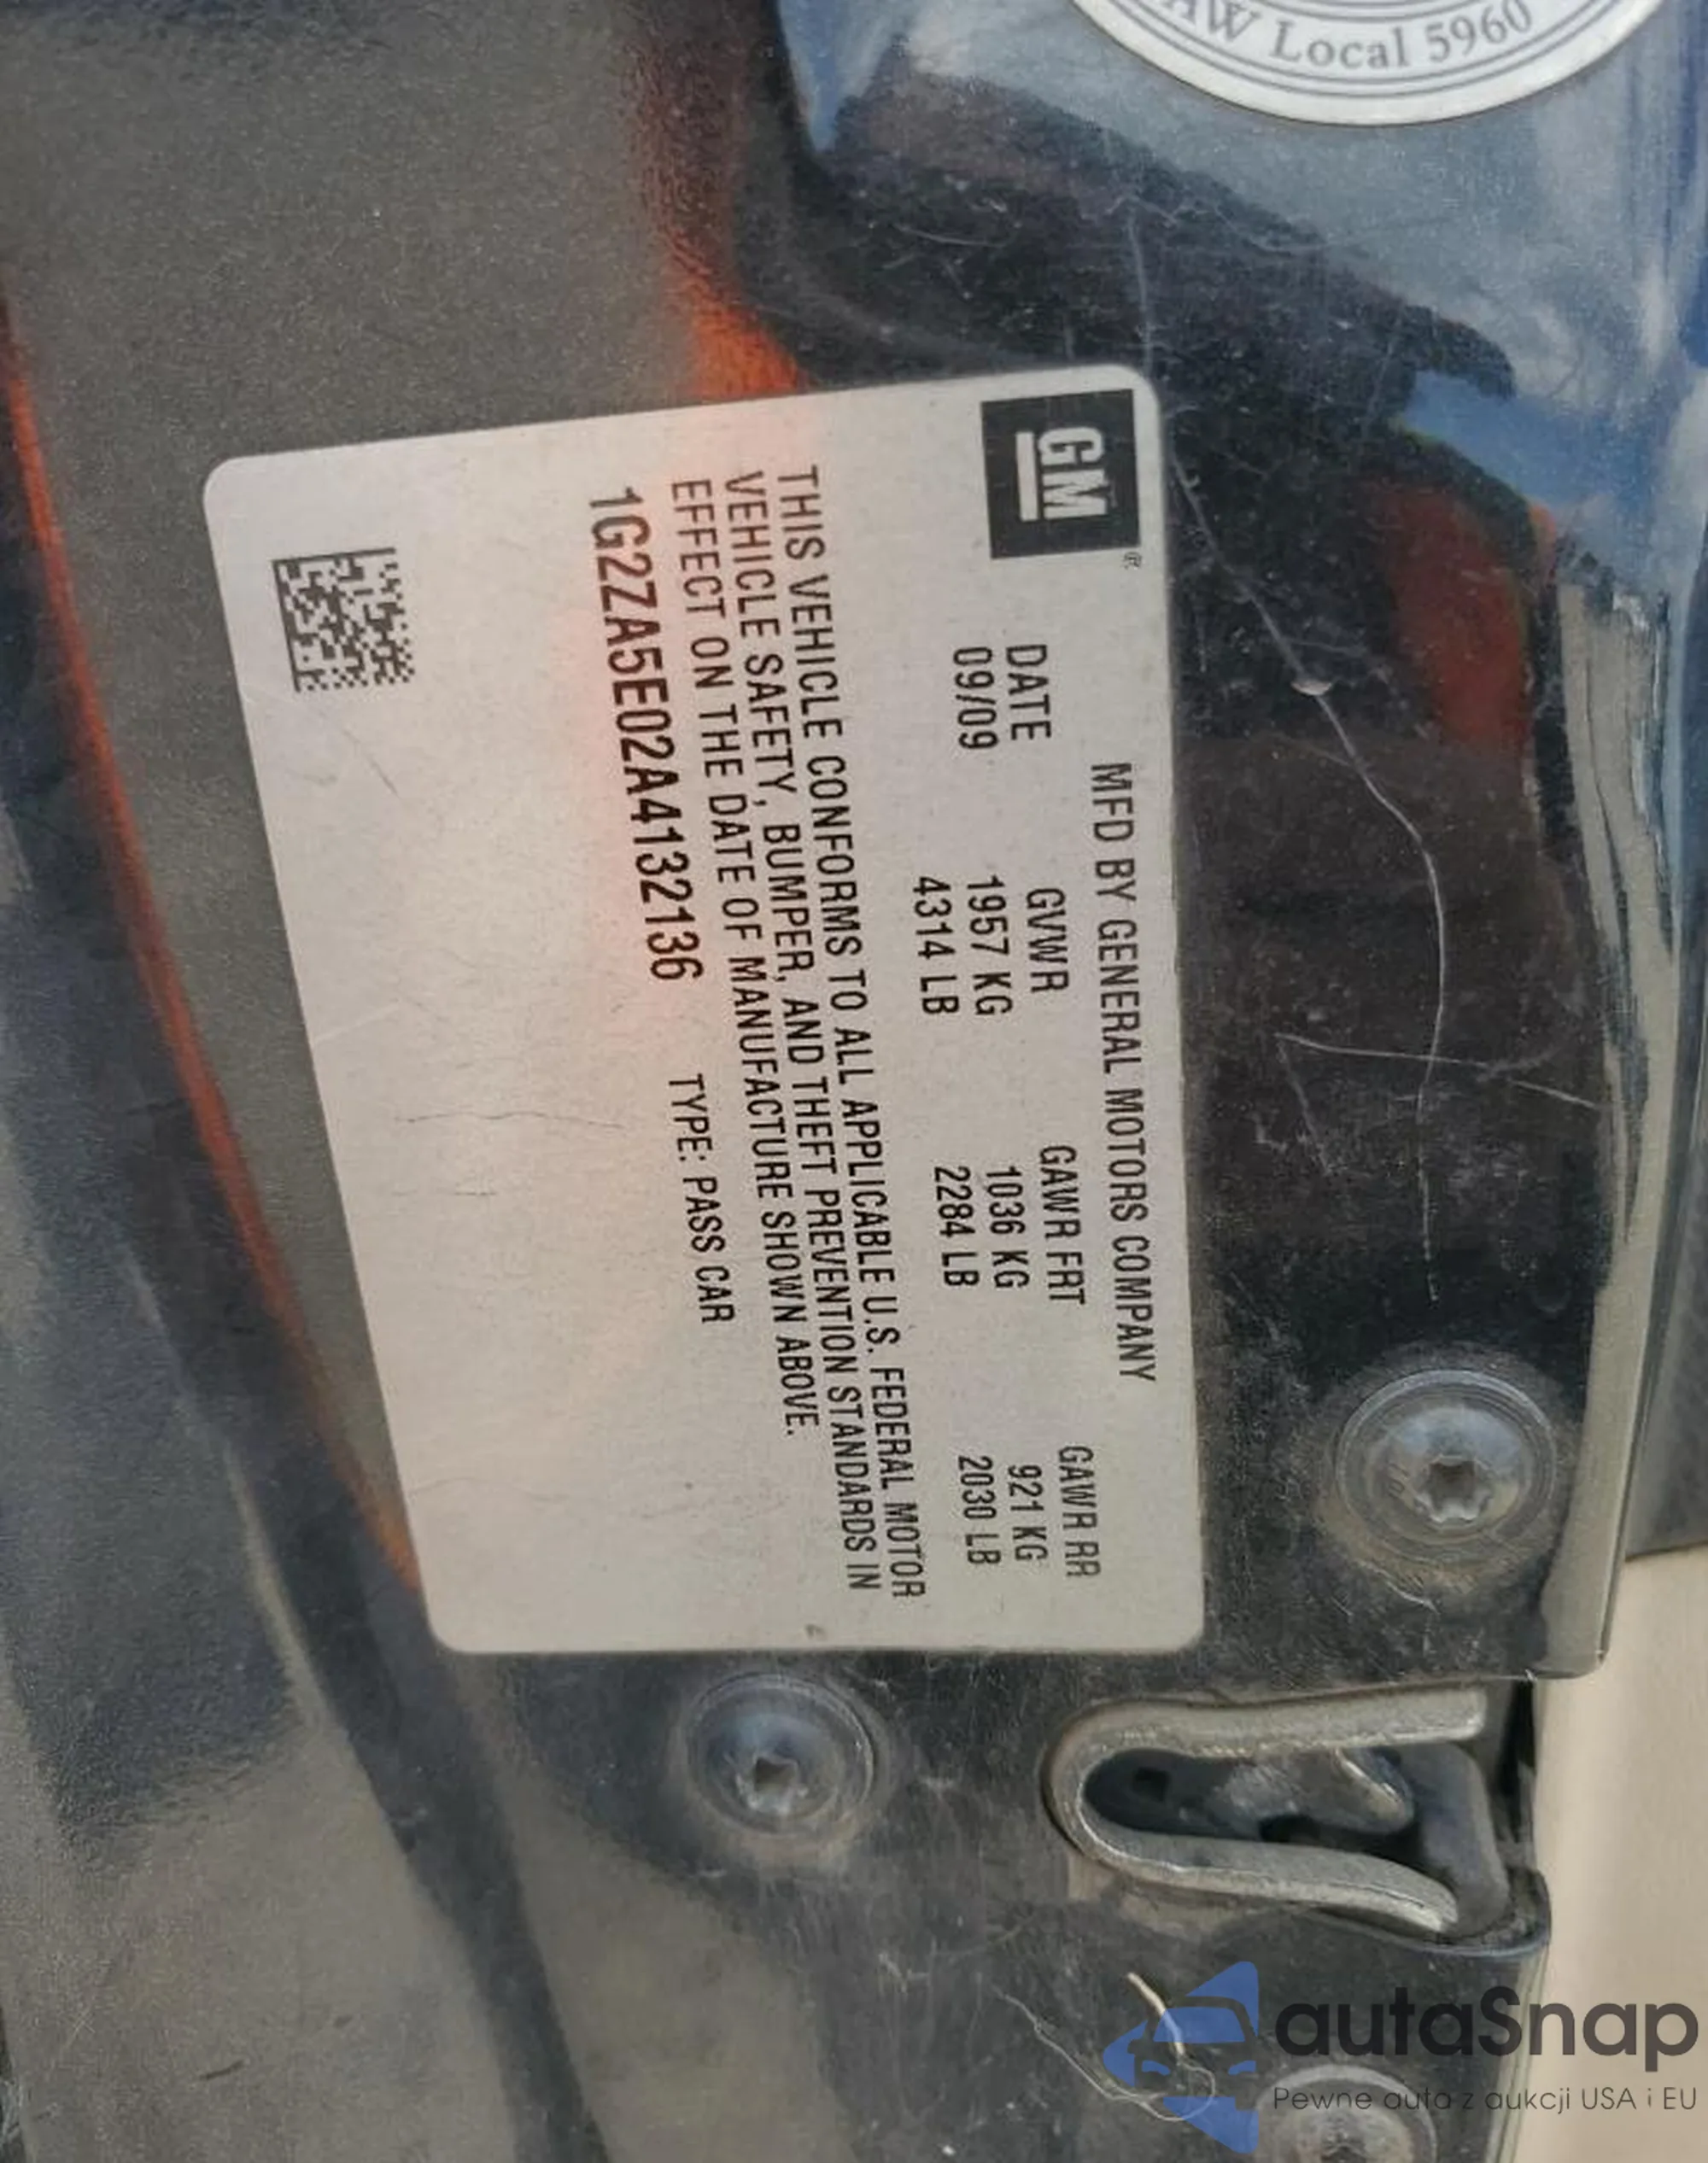 AW Local 5960
GM®
MFD BY GENERAL MOTORS COMPANY
DATE GVWR GAWR FRT GAWR RR
09/09 1957 KG 1036 KG 921 KG
4314 LB 2284 LB 2030 LB
THIS VEHICLE CONFORMS TO ALL APPLICABLE U.S. FEDERAL MOTOR
VEHICLE SAFETY, BUMPER, AND THEFT PREVENTION STANDARDS IN
EFFECT ON THE DATE OF MANUFACTURE SHOWN ABOVE.
1G2ZA5E02A4132136 TYPE: PASS CAR
autaSnap
Pewne auta z aukcji USA i EU